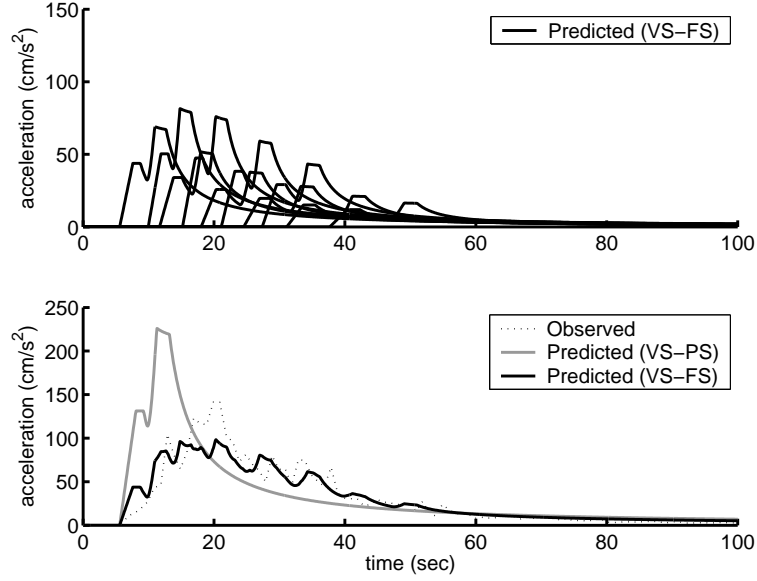 150
100
50
0
acceleration (cm/s²)
Predicted (VS−FS)
0 20 40 60 80 100
250
200
150
100
50
0
acceleration (cm/s²)
Observed
Predicted (VS−PS)
Predicted (VS−FS)
0 20 40 60 80 100
time (sec)